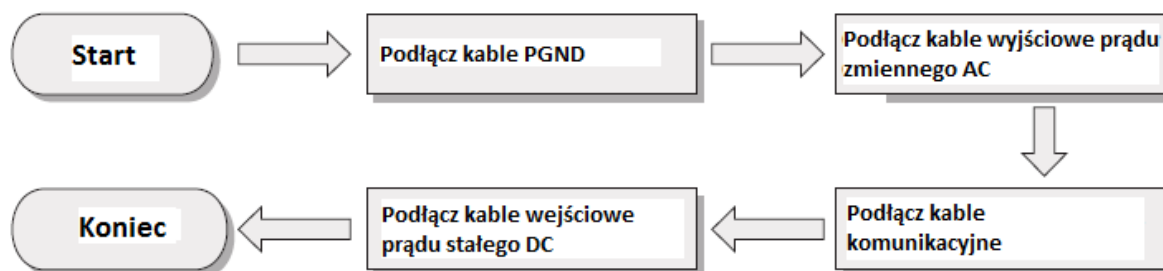 Start
Podłącz kable PGND
Podłącz kable wyjściowe prądu
zmiennego AC
Podłącz kable
komunikacyjne
Podłącz kable wejściowe
prądu stałego DC
Koniec